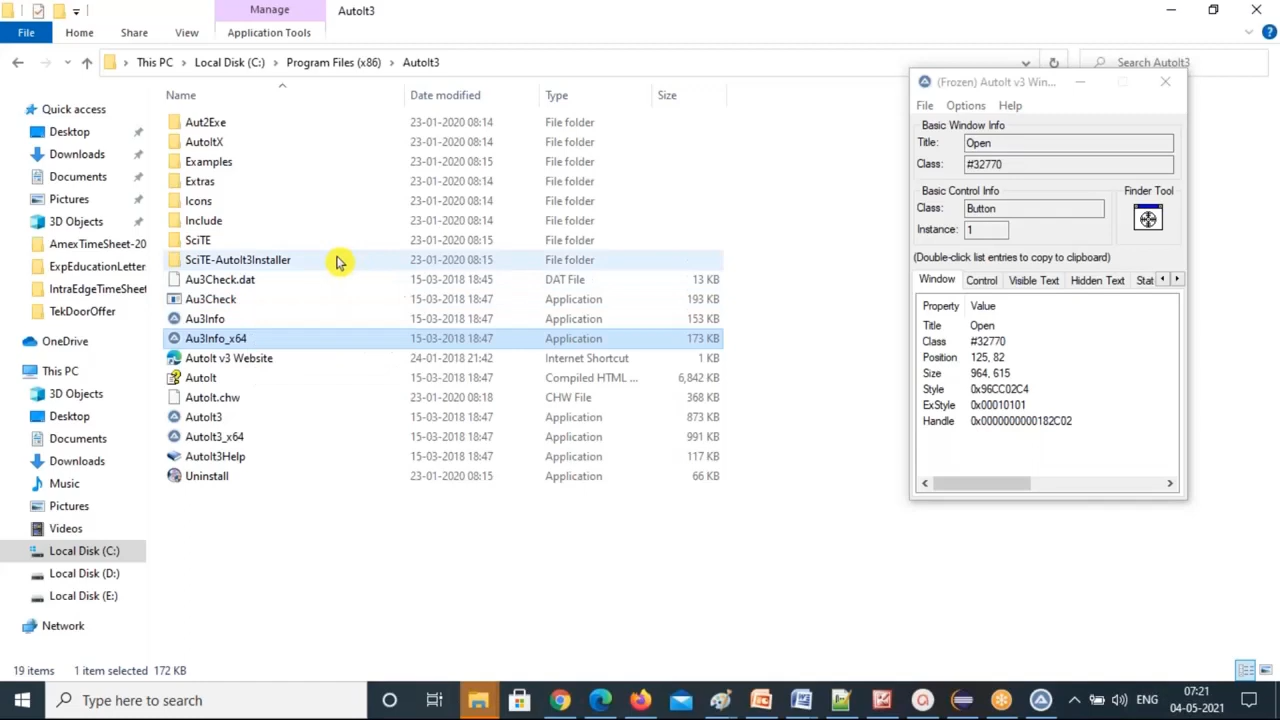 Manage
AutoIt3
File
Home
Share
View
Application Tools
This PC
Local Disk (C:)
Program Files (x86)
AutoIt3
Search AutoIt3
Name
Date modified
Type
Size
Quick access
Desktop
Downloads
Documents
Pictures
3D Objects
AmexTimeSheet-20
ExpEducationLetter
IntraEdgeTimeSheet
TekDoorOffer
OneDrive
This PC
3D Objects
Desktop
Documents
Downloads
Music
Pictures
Videos
Local Disk (C:)
Local Disk (D:)
Local Disk (E:)
Network
Aut2Exe 23-01-2020 08:14 File folder
AutoItX 23-01-2020 08:14 File folder
Examples 23-01-2020 08:15 File folder
Extras 23-01-2020 08:14 File folder
Icons 23-01-2020 08:14 File folder
Include 23-01-2020 08:14 File folder
SciTE 23-01-2020 08:15 File folder
SciTE-AutoIt3Installer 23-01-2020 08:15 File folder
Au3Check.dat 15-03-2018 18:45 DAT File 13 KB
Au3Check 15-03-2018 18:47 Application 193 KB
Au3Info 15-03-2018 18:47 Application 153 KB
Au3Info_x64 15-03-2018 18:47 Application 173 KB
AutoIt v3 Website 24-01-2018 21:42 Internet Shortcut 1 KB
AutoIt 15-03-2018 18:47 Compiled HTML ... 6,842 KB
AutoIt.chw 23-01-2020 08:18 CHW File 368 KB
AutoIt3 15-03-2018 18:47 Application 873 KB
AutoIt3_x64 15-03-2018 18:47 Application 991 KB
AutoIt3Help 15-03-2018 18:47 Application 117 KB
Uninstall 23-01-2020 08:15 Application 66 KB
(Frozen) AutoIt v3 Win...
File Options Help
Basic Window Info
Title: Open
Class: #32770
Basic Control Info
Finder Tool
Class: Button
Instance: 1
(Double-click list entries to copy to clipboard)
Window Control Visible Text Hidden Text Stat
Property Value
Title Open
Class #32770
Position 125, 82
Size 964, 615
Style 0x96CC02C4
ExStyle 0x00010101
Handle 0x0000000000182C02
19 items 1 item selected 172 KB
Type here to search
ENG
07:21
04-05-2021